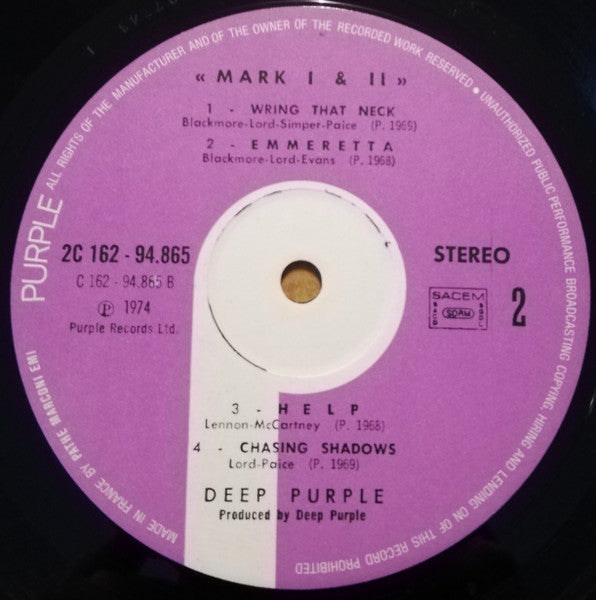 ALL RIGHTS OF THE MANUFACTURER AND OF THE OWNER OF THE RECORDED WORK RESERVED • UNAUTHORIZED PUBLIC PERFORMANCE BROADCASTING COPYING, HIRING AND LENDING ON OF THIS RECORD PROHIBITED
« MARK I & II »
1 - WRING THAT NECK
Blackmore-Lord-Simper-Paice (P. 1969)
2 - EMMERETTA
Blackmore-Lord-Evans (P. 1968)
PURPLE
2C 162 - 94.865
C 162 - 94.865 B
Ⓟ 1974
Purple Records Ltd.
STEREO
SACEM
SACD SDRM SGDL
2
3 - HELP
Lennon-McCartney (P. 1968)
4 - CHASING SHADOWS
Lord-Paice (P. 1969)
DEEP PURPLE
Produced by Deep Purple
MADE IN FRANCE BY PATHE MARCONI EMI